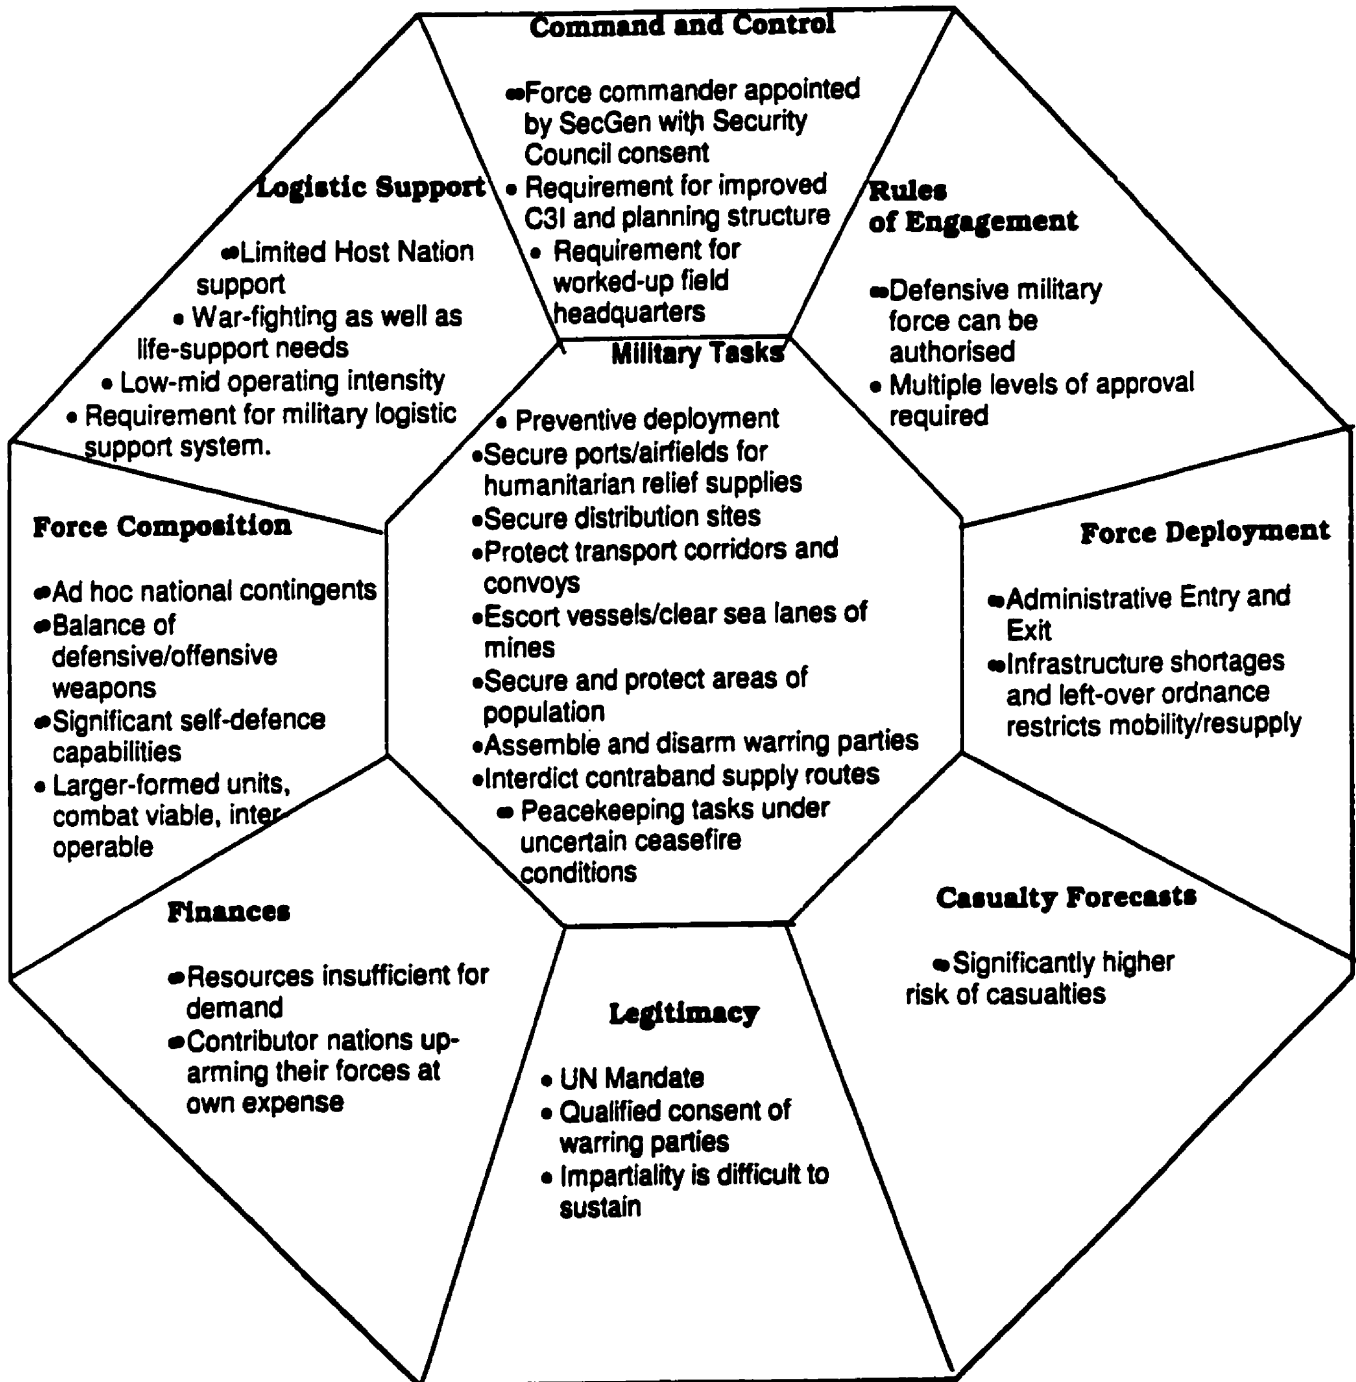 Command and Control
•Force commander appointed
by SecGen with Security
Council consent
• Requirement for improved
C3I and planning structure
• Requirement for
worked-up field
headquarters
Logistic Support
•Limited Host Nation
support
• War-fighting as well as
life-support needs
• Low-mid operating intensity
• Requirement for military logistic
support system.
Rules
of Engagement
•Defensive military
force can be
authorised
• Multiple levels of approval
required
Military Tasks
• Preventive deployment
•Secure ports/airfields for
humanitarian relief supplies
•Secure distribution sites
•Protect transport corridors and
convoys
•Escort vessels/clear sea lanes of
mines
•Secure and protect areas of
population
•Assemble and disarm warring parties
•Interdict contraband supply routes
• Peacekeeping tasks under
uncertain ceasefire
conditions
Force Composition
•Ad hoc national contingents
•Balance of
defensive/offensive
weapons
•Significant self-defence
capabilities
• Larger-formed units,
combat viable, inter-
operable
Force Deployment
•Administrative Entry and
Exit
•Infrastructure shortages
and left-over ordnance
restricts mobility/resupply
Finances
•Resources insufficient for
demand
•Contributor nations up-
arming their forces at
own expense
Casualty Forecasts
•Significantly higher
risk of casualties
Legitimacy
• UN Mandate
• Qualified consent of
warring parties
• Impartiality is difficult to
sustain